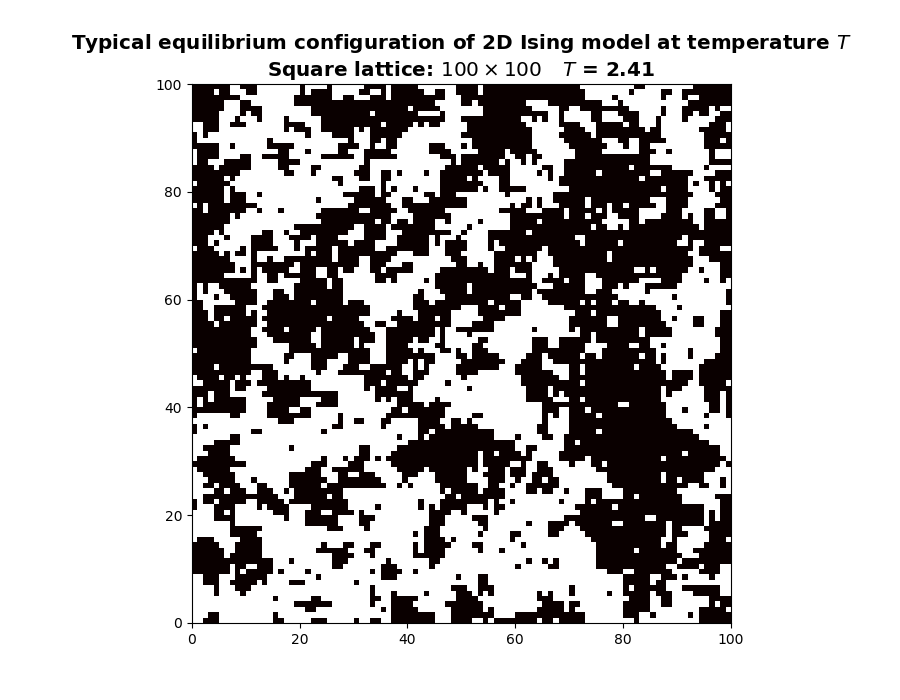 Typical equilibrium configuration of 2D Ising model at temperature T
Square lattice: 100 × 100 T = 2.41
100
80
60
40
20
0
0 20 40 60 80 100